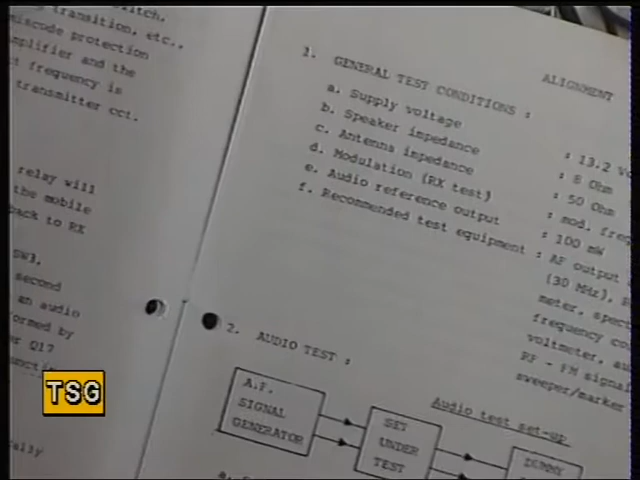 transition, etc..,
miscode protection
amplifier and the
frequency is
transmitter cct.
relay will
the mobile
back to RX
SW3,
second
an audio
formed by
Q17
ALIGNMENT
1. GENERAL TEST CONDITIONS :
a. Supply voltage : 13.2
b. Speaker impedance : 8 Ohm
c. Antenna impedance : 50 Ohm
d. Modulation (RX test) : mod. freq
e. Audio reference output : 100 mW
f. Recommended test equipment : AF output
(30 MHz),
meter,
frequency
voltmeter,
RF - FM signal
sweeper/marker
2. AUDIO TEST :
Audio test set-up
A.F.
SIGNAL
GENERATOR
SET
UNDER
TEST
DUMMY
TSG